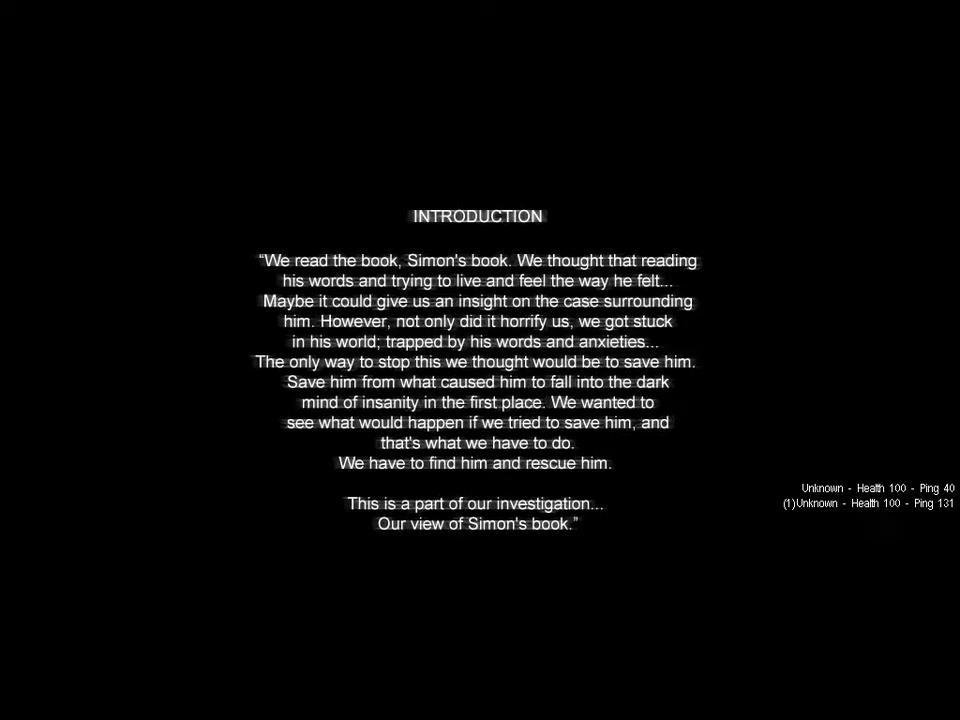 INTRODUCTION
“We read the book, Simon's book. We thought that reading
his words and trying to live and feel the way he felt...
Maybe it could give us an insight on the case surrounding
him. However, not only did it horrify us, we got stuck
in his world; trapped by his words and anxieties...
The only way to stop this we thought would be to save him.
Save him from what caused him to fall into the dark
mind of insanity in the first place. We wanted to
see what would happen if we tried to save him, and
that's what we have to do.
We have to find him and rescue him.
This is a part of our investigation...
Our view of Simon's book.”
Unknown - Health 100 - Ping 40
(1)Unknown - Health 100 - Ping 131